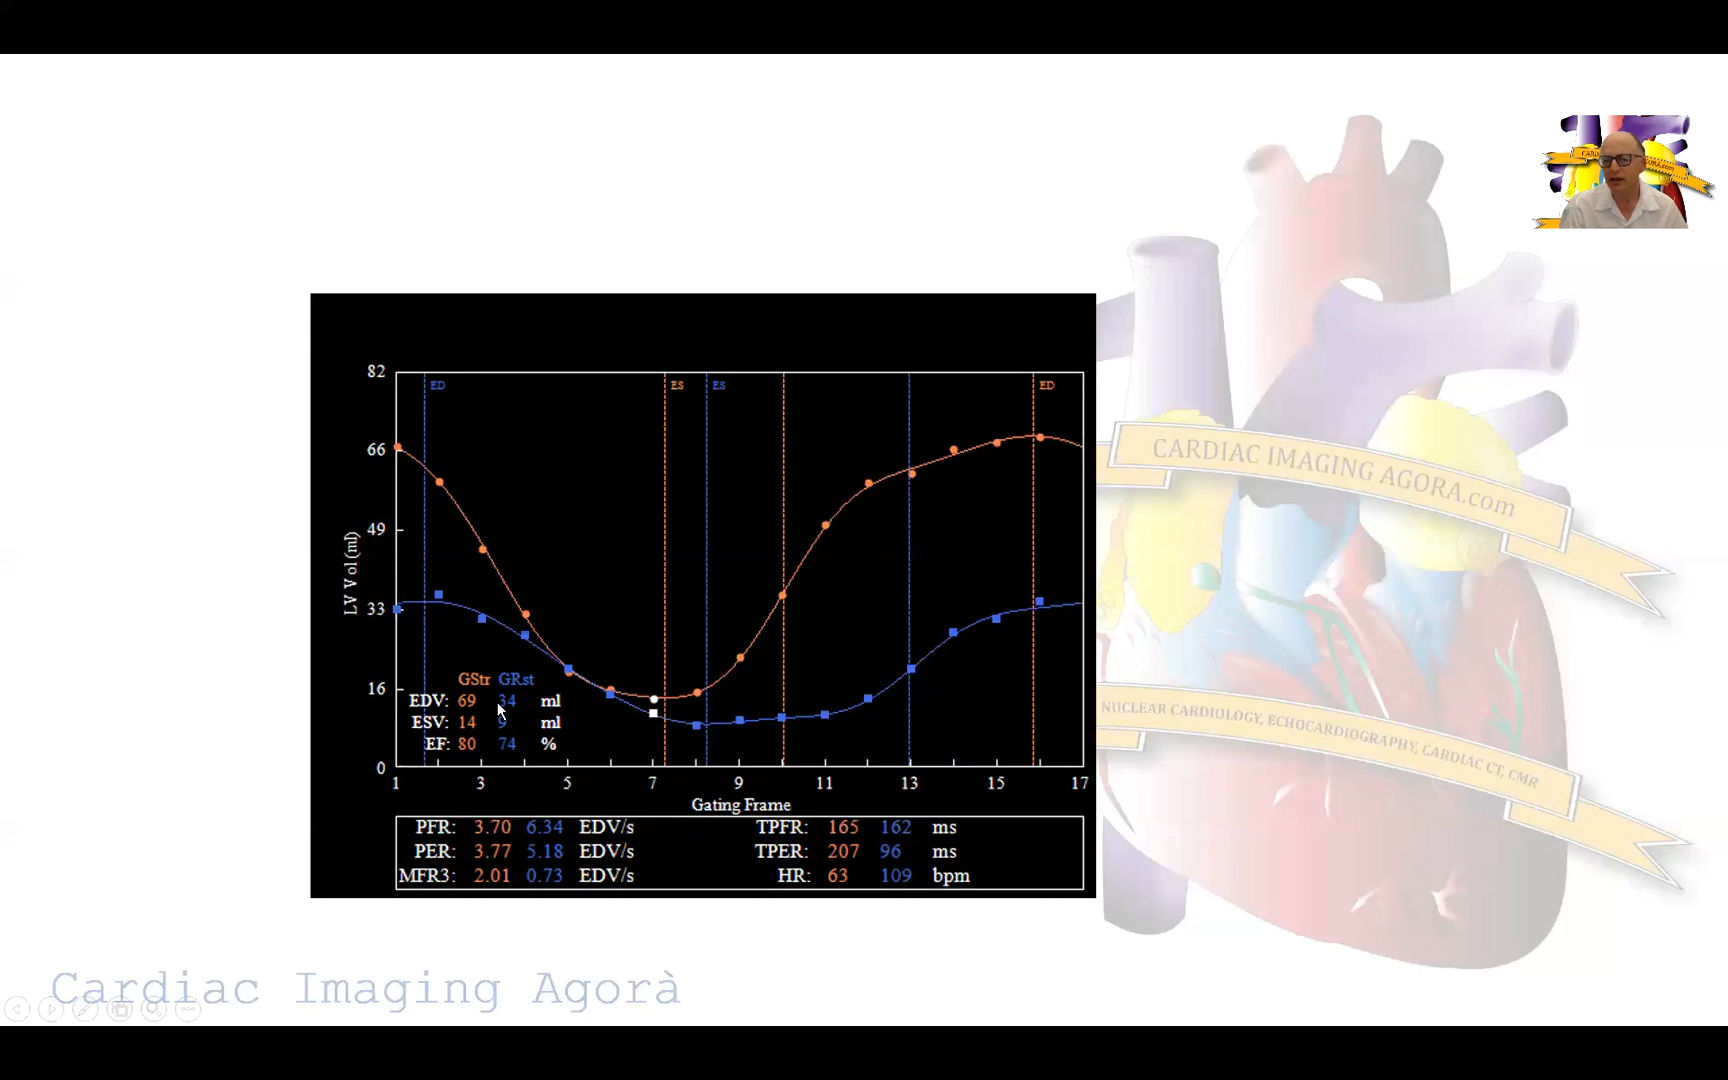 82
ED
ES
ES
ED
66
49
LV Vol (ml)
33
GStr GRst
16
EDV: 69 34 ml
ESV: 14 9 ml
EF: 80 74 %
0
1 3 5 7 9 11 13 15 17
Gating Frame
PFR: 3.70 6.34 EDV/s TPFR: 165 162 ms
PER: 3.77 5.18 EDV/s TPER: 207 96 ms
MFR3: 2.01 0.73 EDV/s HR: 63 109 bpm
CARDIAC IMAGING AGORA.com
NUCLEAR CARDIOLOGY, ECHOCARDIOGRAPHY, CARDIAC CT, CMR
Cardiac Imaging Agorà